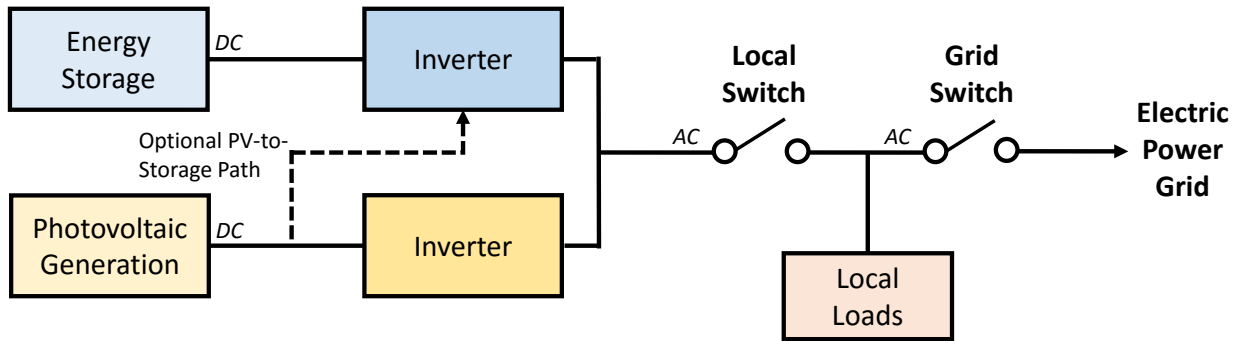 Energy
Storage
DC
Inverter
Optional PV-to-
Storage Path
Photovoltaic
Generation
DC
Inverter
AC
Local
Switch
AC
Grid
Switch
Electric
Power
Grid
Local
Loads